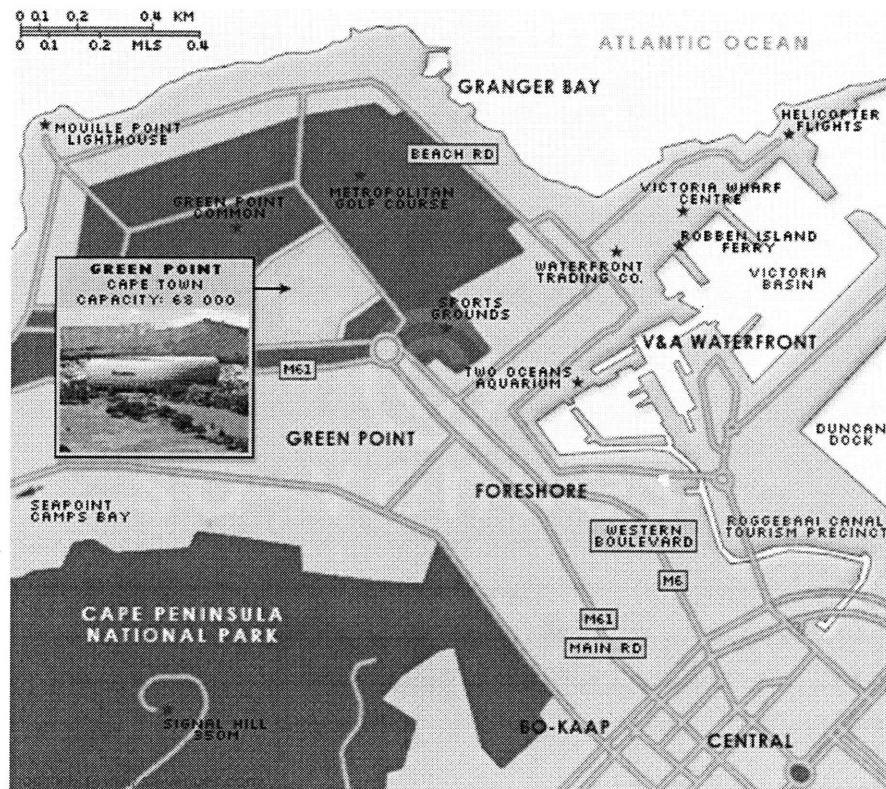 0 0.1 0.2 0.4 KM
0 0.1 0.2 MLS 0.4
ATLANTIC OCEAN
GRANGER BAY
HELICOPTER
FLIGHTS
MOUILLE POINT
LIGHTHOUSE
BEACH RD
METROPOLITAN
GOLF COURSE
GREEN POINT
COMMON
VICTORIA WHARF
CENTRE
ROBBEN ISLAND
FERRY
WATERFRONT
TRADING CO.
VICTORIA
BASIN
GREEN POINT
CAPE TOWN
CAPACITY: 68 000
SPORTS
GROUNDS
V&A WATERFRONT
M61
TWO OCEANS
AQUARIUM
DUNCAN
DOCK
GREEN POINT
FORESHORE
SEAPOINT
CAMPS BAY
WESTERN
BOULEVARD
ROGGEBAAI CANAL
TOURISM PRECINCT
M6
CAPE PENINSULA
NATIONAL PARK
M61
MAIN RD
SIGNAL HILL
350M
BO-KAAP
CENTRAL